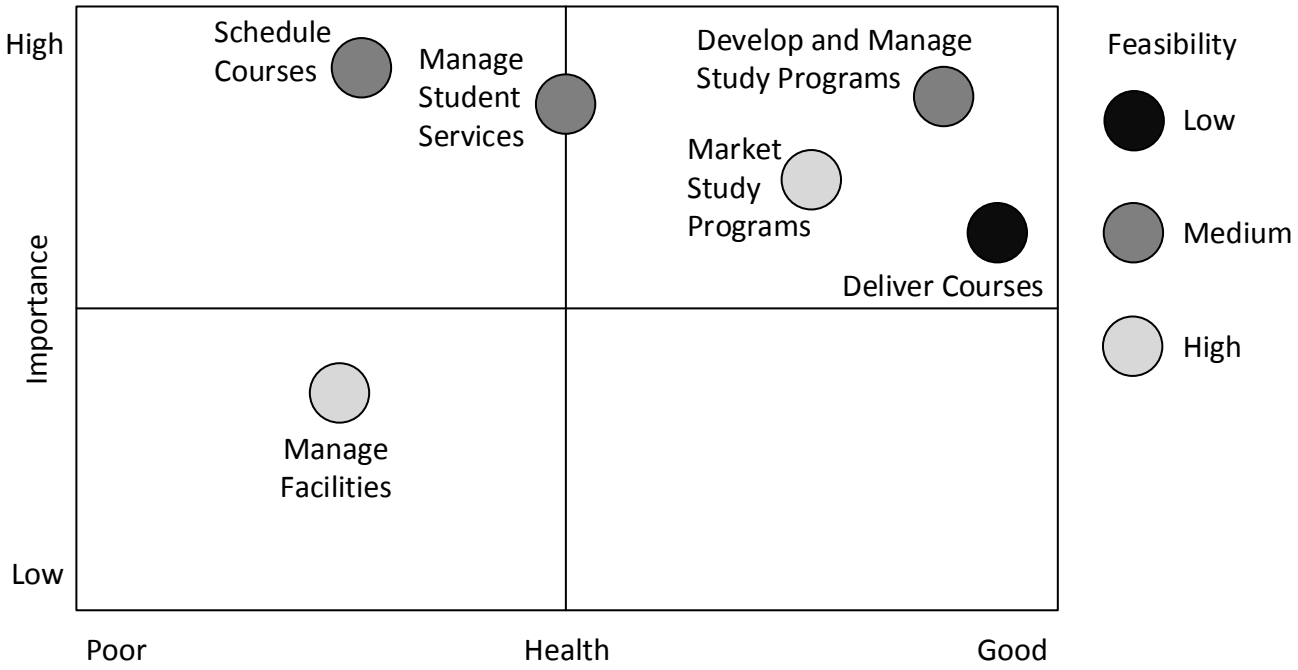 High
Schedule
Courses
Manage
Student
Services
Develop and Manage
Study Programs
Market
Study
Programs
Deliver Courses
Importance
Manage
Facilities
Low
Poor
Health
Good
Feasibility
Low
Medium
High